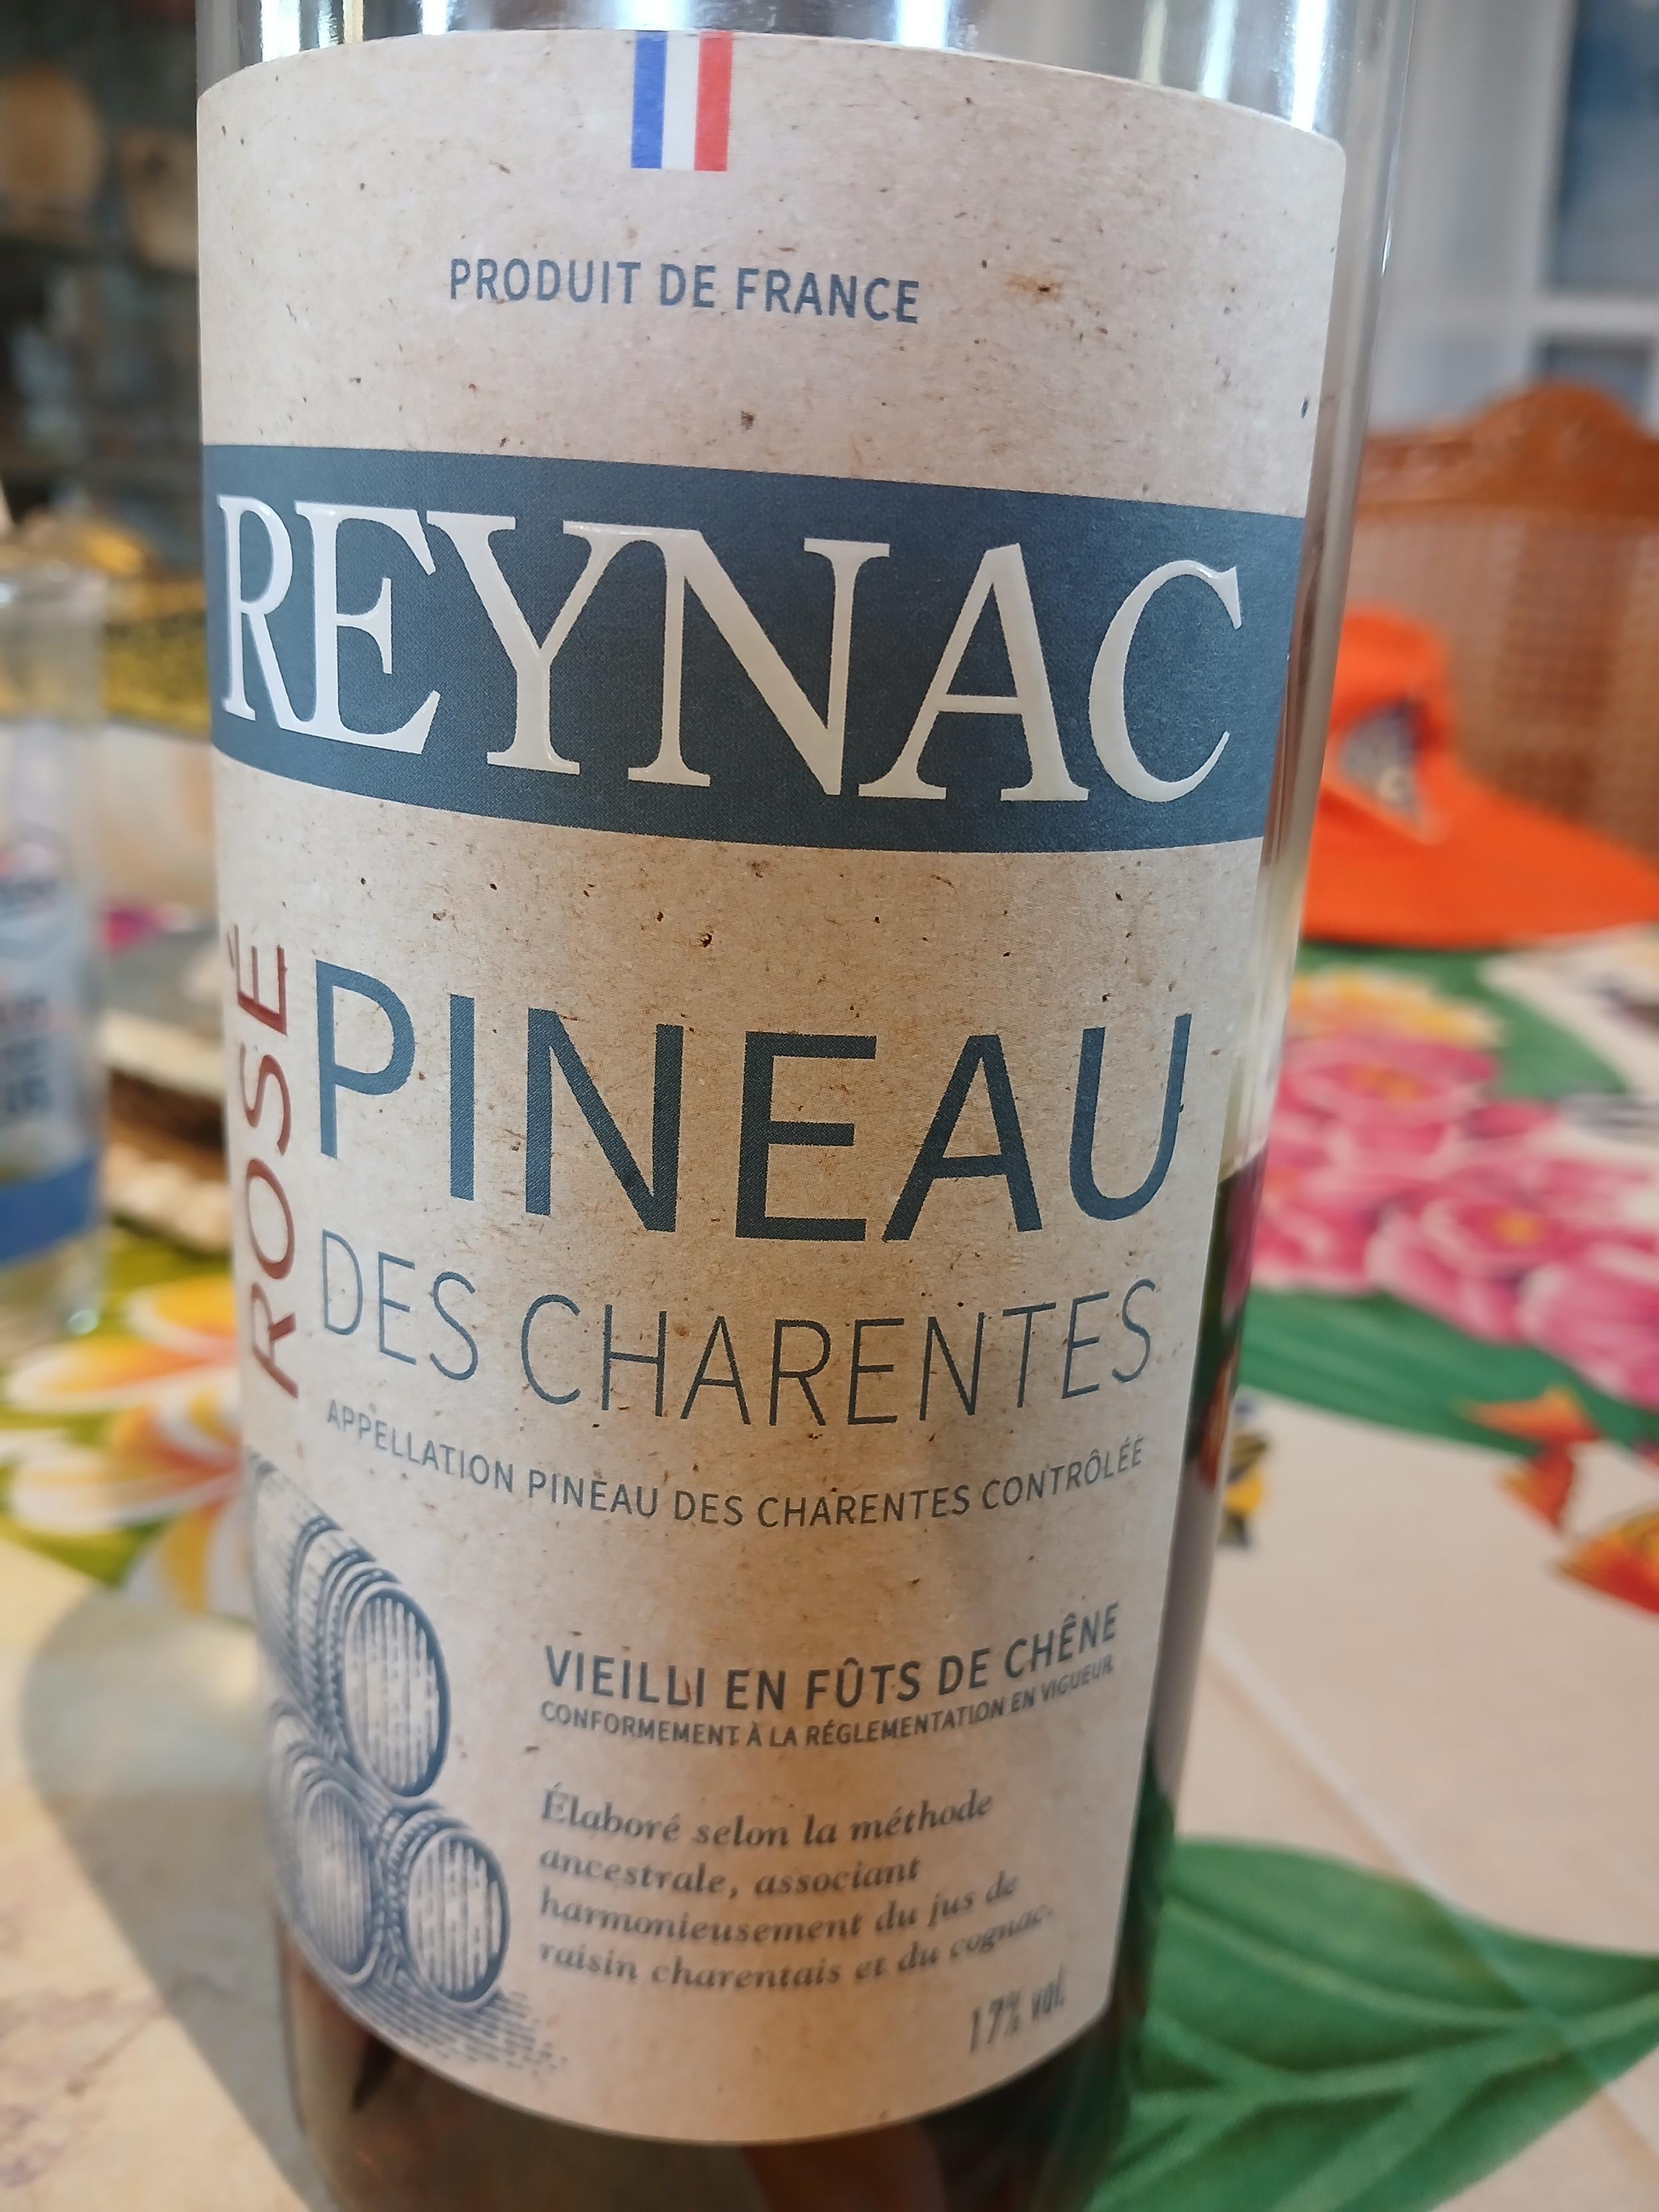 PRODUIT DE FRANCE
REYNAC
ROSÉ
PINEAU
DES CHARENTES
APPELLATION PINEAU DES CHARENTES CONTRÔLÉE
VIEILLI EN FÛTS DE CHÊNE
CONFORMEMENT À LA RÉGLEMENTATION EN VIGUEUR
Élaboré selon la méthode
ancestrale, associant
harmonieusement du jus de
raisin charentais et du cognac.
17% vol.